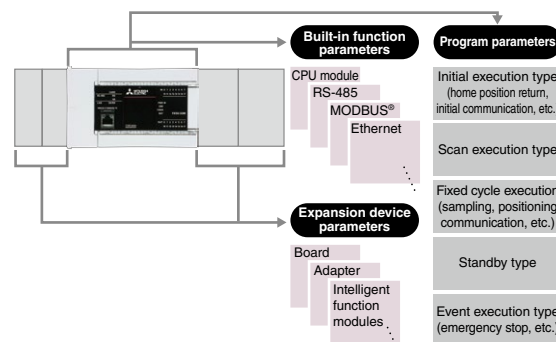 Built-in function
parameters
CPU module
RS-485
MODBUS®
Ethernet
Expansion device
parameters
Board
Adapter
Intelligent
function
modules
Program parameters
Initial execution type
(home position return,
initial communication, etc.
Scan execution type
Fixed cycle execution
(sampling, positioning
communication, etc.)
Standby type
Event execution type
(emergency stop, etc.)
MITSUBISHI
ELECTRIC